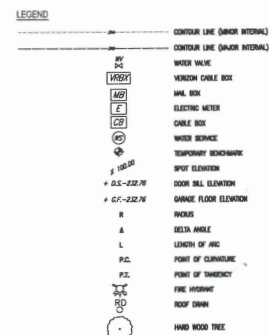 LEGEND
CONTOUR LINE (MINOR INTERVAL)
CONTOUR LINE (MAJOR INTERVAL)
WV WATER VALVE
VRBX VERIZON CABLE BOX
MB MAIL BOX
E ELECTRIC METER
CB CABLE BOX
WS WATER SERVICE
TEMPORARY BENCHMARK
x 100.00 SPOT ELEVATION
+ D.S.=232.76 DOOR SILL ELEVATION
+ G.F.=232.76 GARAGE FLOOR ELEVATION
R RADIUS
Δ DELTA ANGLE
L LENGTH OF ARC
P.C. POINT OF CURVATURE
P.T. POINT OF TANGENCY
FIRE HYDRANT
RD ROOF DRAIN
HARD WOOD TREE